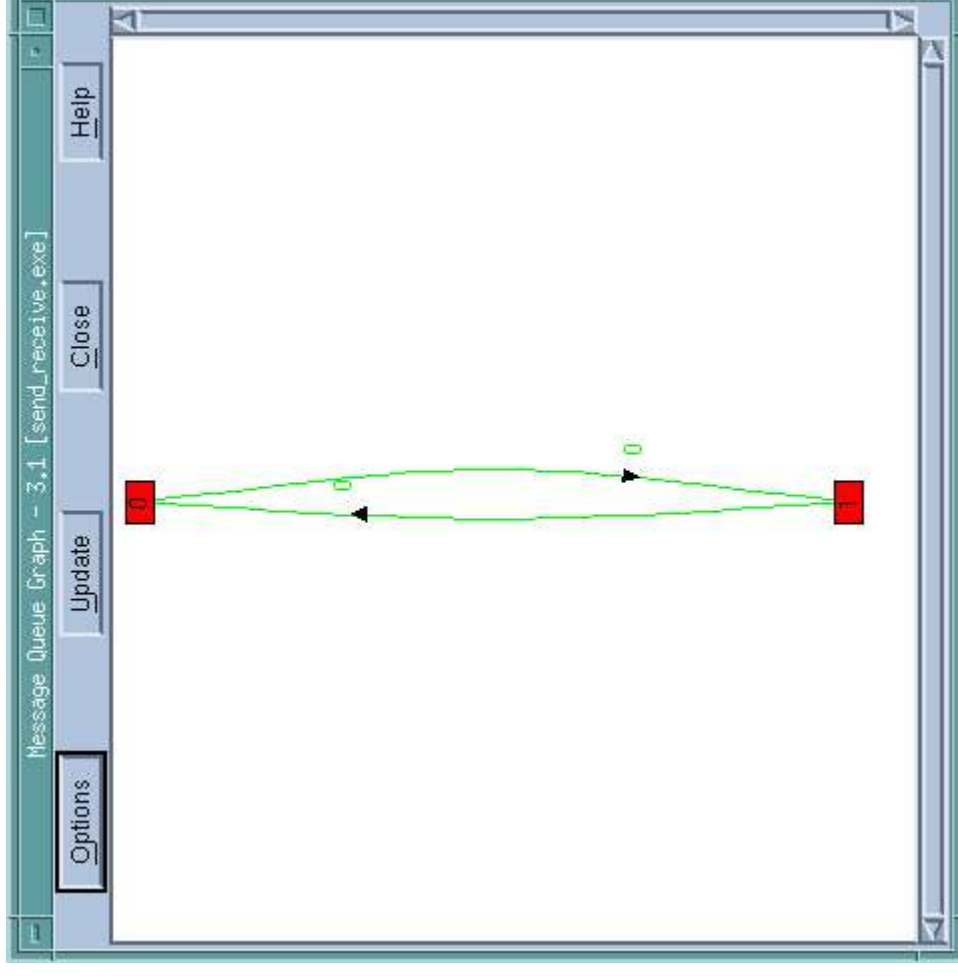 Message Queue Graph - 3.1 [send_receive.exe]
Options Update Close Help
0
0
0
1